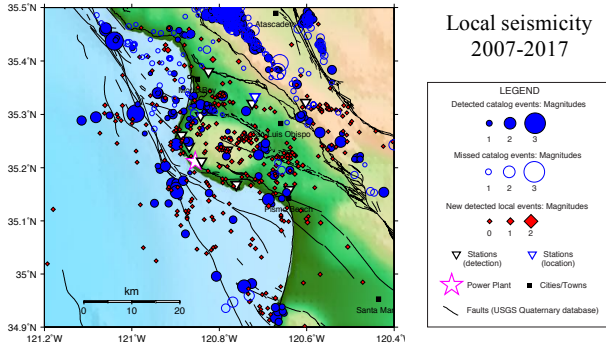 Local seismicity
2007-2017
35.5°N
35.4°
35.3°
35.2°
35.1°
35°N
34.9°N
121.2°W
121°
120.8°
120.6°
120.4°
Atascadero
Luis Obispo
Pismo
Santa Mar
km
0 10 20
LEGEND
Detected catalog events: Magnitudes
1 2 3
Missed catalog events: Magnitudes
1 2 3
New detected local events: Magnitudes
0 1 2
Stations (detection)
Stations (location)
Power Plant
Cities/Towns
Faults (USGS Quaternary database)